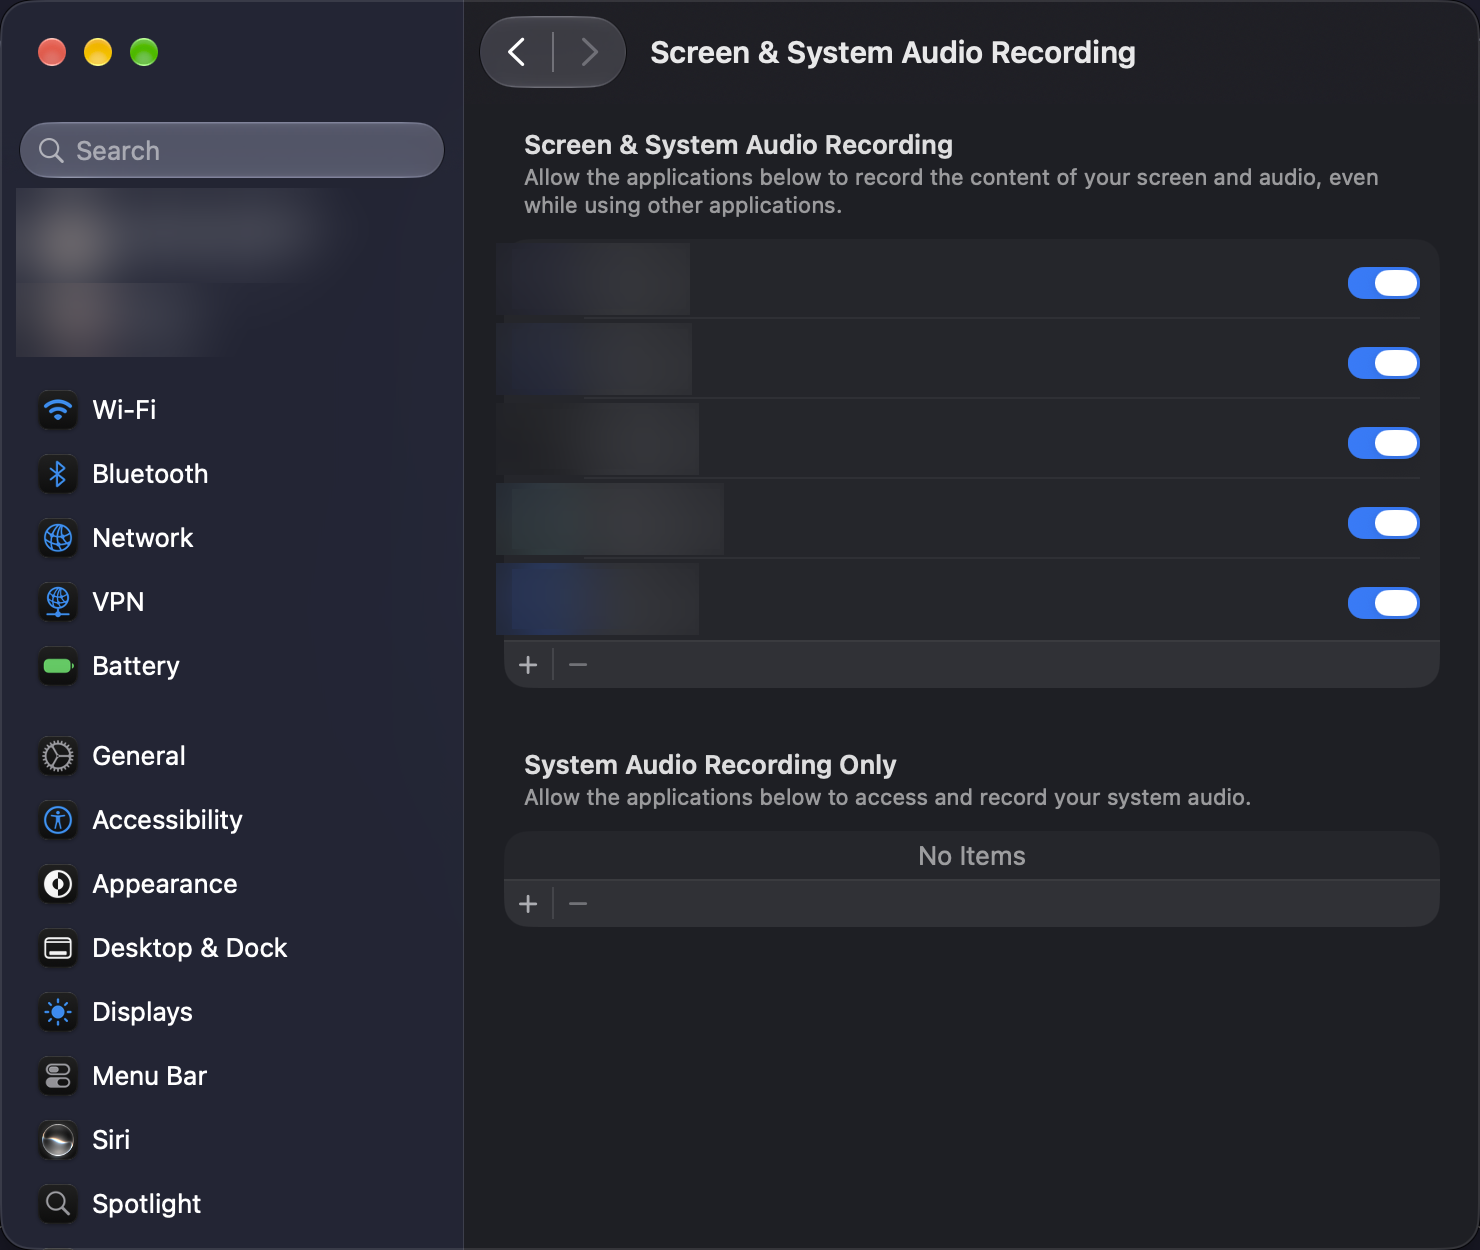 Search
Wi-Fi
Bluetooth
Network
VPN
Battery
General
Accessibility
Appearance
Desktop & Dock
Displays
Menu Bar
Siri
Spotlight
Screen & System Audio Recording
Screen & System Audio Recording
Allow the applications below to record the content of your screen and audio, even
while using other applications.
System Audio Recording Only
Allow the applications below to access and record your system audio.
No Items